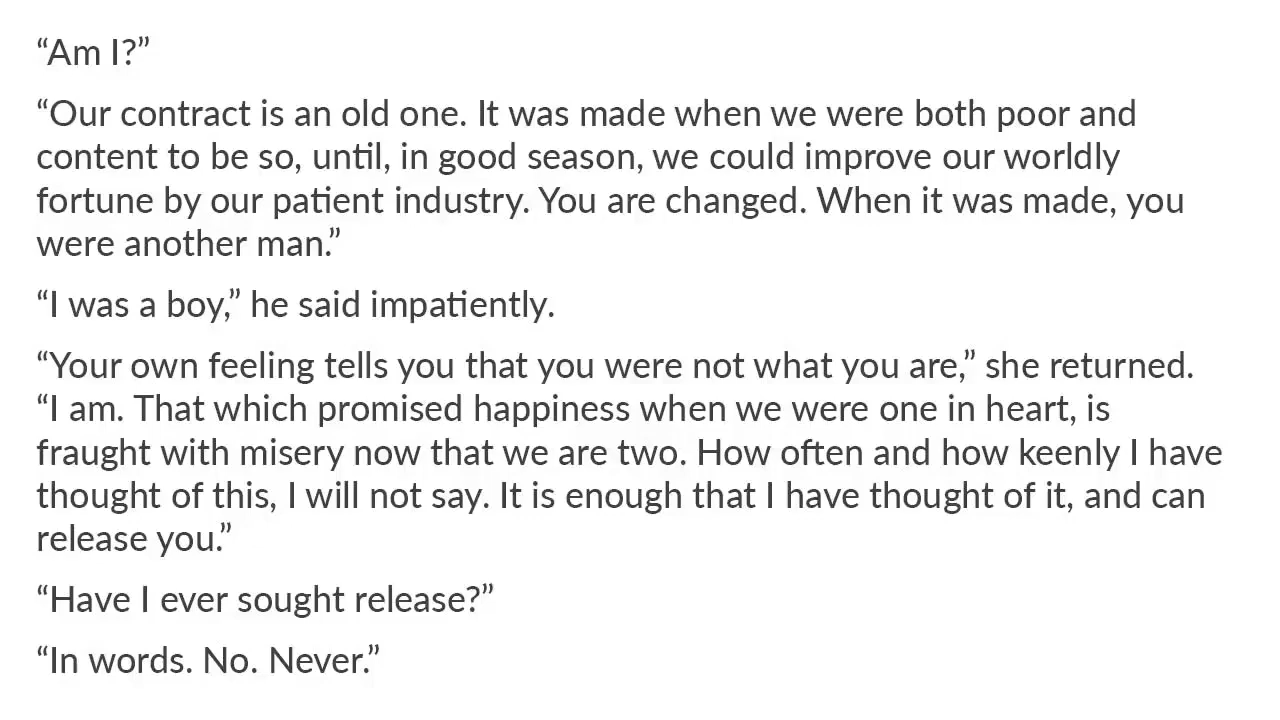 “Am I?”
“Our contract is an old one. It was made when we were both poor and
content to be so, until, in good season, we could improve our worldly
fortune by our patient industry. You are changed. When it was made, you
were another man.”
“I was a boy,” he said impatiently.
“Your own feeling tells you that you were not what you are,” she returned.
“I am. That which promised happiness when we were one in heart, is
fraught with misery now that we are two. How often and how keenly I have
thought of this, I will not say. It is enough that I have thought of it, and can
release you.”
“Have I ever sought release?”
“In words. No. Never.”